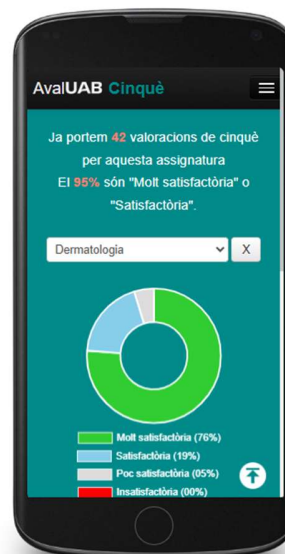 AvalUAB Cinquè
Ja portem 42 valoracions de cinquè
per aquesta assignatura
El 95% són "Molt satisfactòria" o
"Satisfactòria".
Dermatologia X
Molt satisfactòria (76%)
Satisfactòria (19%)
Poc satisfactòria (05%)
Insatisfactòria (00%)